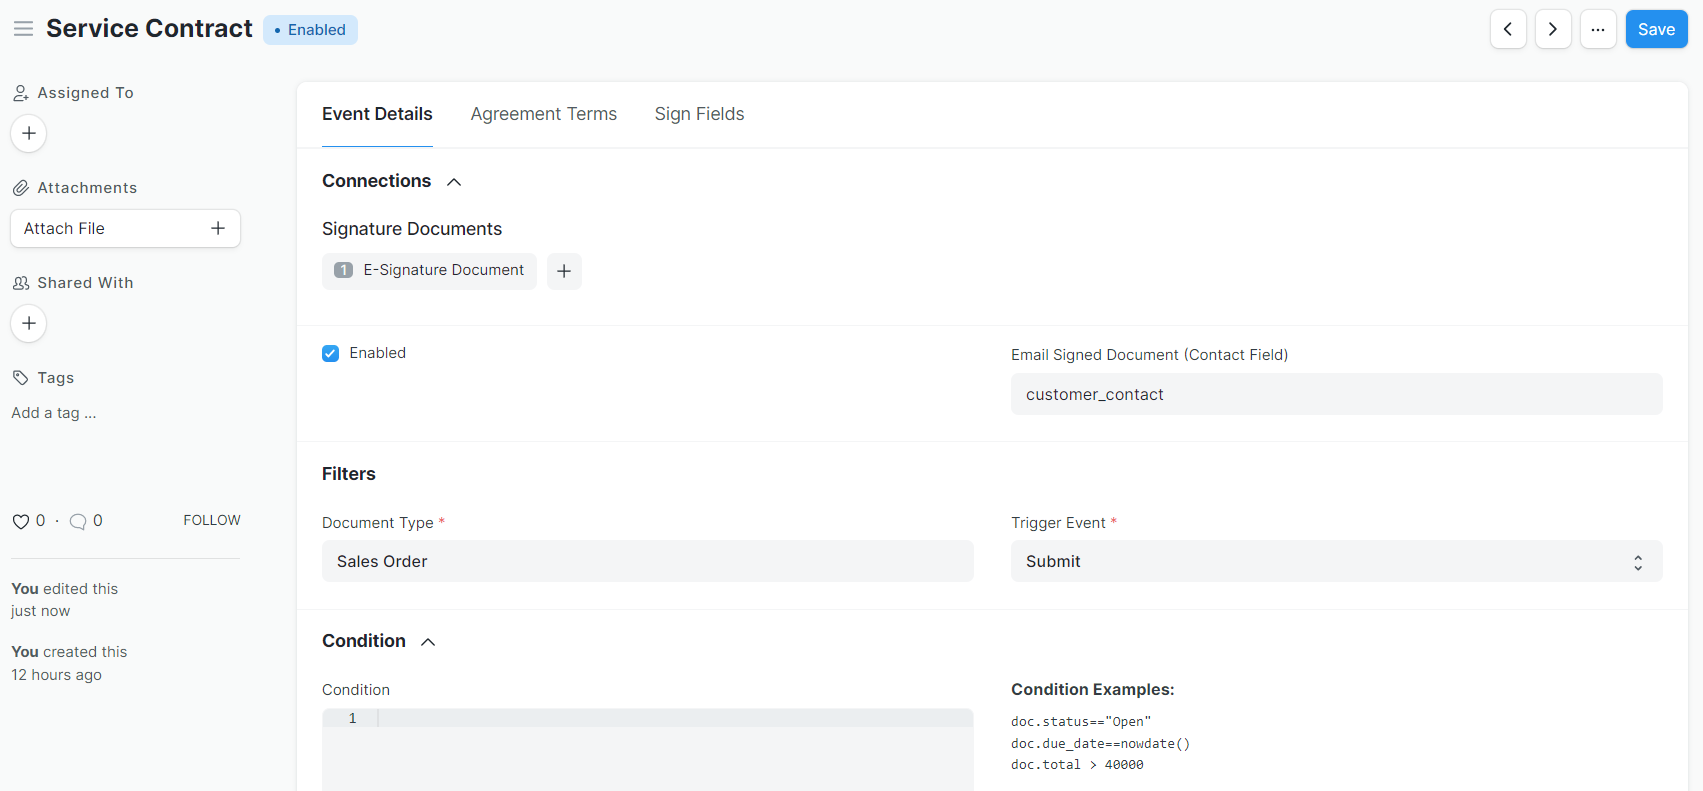 Service Contract
• Enabled
Save
Assigned To
Attachments
Attach File
Shared With
Tags
Add a tag ...
0 · 0
FOLLOW
You edited this
just now
You created this
12 hours ago
Event Details
Agreement Terms
Sign Fields
Connections
Signature Documents
1 E-Signature Document
Enabled
Email Signed Document (Contact Field)
customer_contact
Filters
Document Type *
Sales Order
Trigger Event *
Submit
Condition
Condition
1
Condition Examples:
doc.status=="Open"
doc.due_date==nowdate()
doc.total > 40000